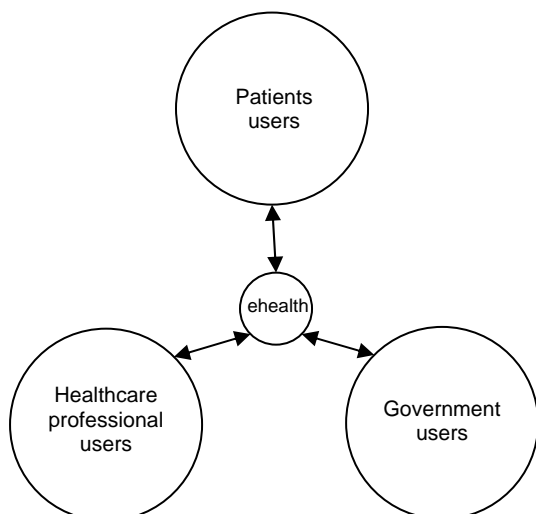 Patients
users
ehealth
Healthcare
professional
users
Government
users